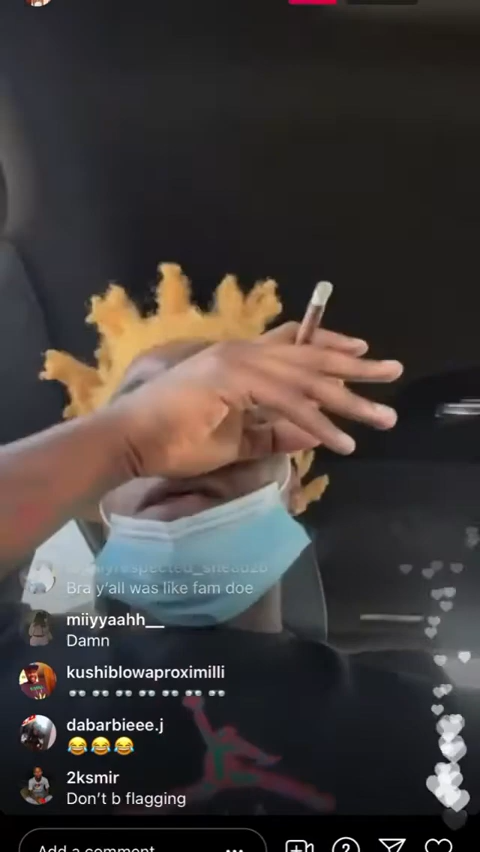 Bra y'all was like fam doe
miiyyaahh__
Damn
kushiblowaproximilli
dabarbieee.j
😂😂😂
2ksmir
Don't b flagging
Add a comment